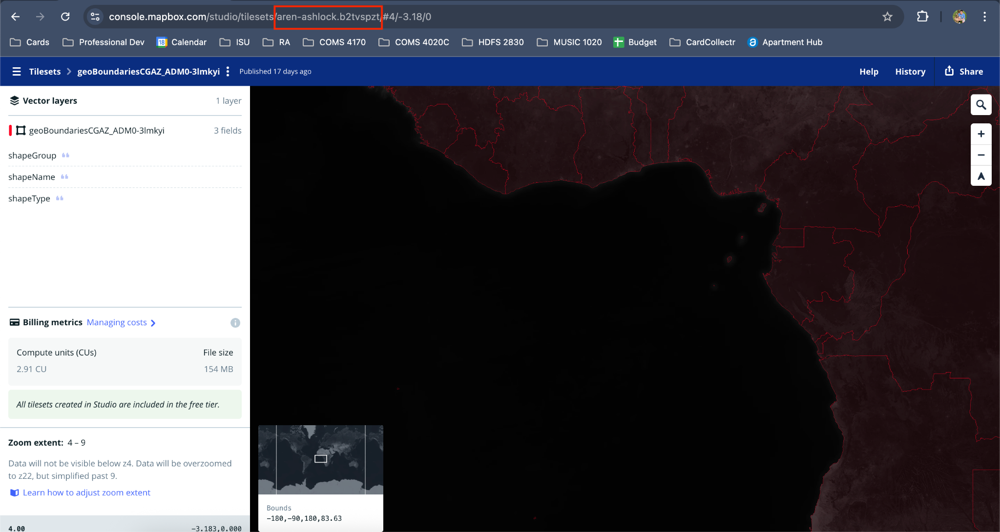 console.mapbox.com/studio/tilesets/aren-ashlock.b2tvspzt/#4/-3.18/0
Cards Professional Dev 18 Calendar ISU RA COMS 4170 COMS 4020C HDFS 2830 MUSIC 1020 Budget CardCollectr a Apartment Hub
Tilesets geoBoundariesCGAZ_ADM0-3lmkyi Published 17 days ago Help History Share
Vector layers 1 layer
geoBoundariesCGAZ_ADM0-3lmkyi 3 fields
shapeGroup
shapeName
shapeType
Billing metrics Managing costs
Compute units (CUs) File size
2.91 CU 154 MB
All tilesets created in Studio are included in the free tier.
Zoom extent: 4 – 9
Data will not be visible below z4. Data will be overzoomed
to z22, but simplified past 9.
Learn how to adjust zoom extent
4.00 −3.183,0.000
Bounds
−180,−90,180,83.63